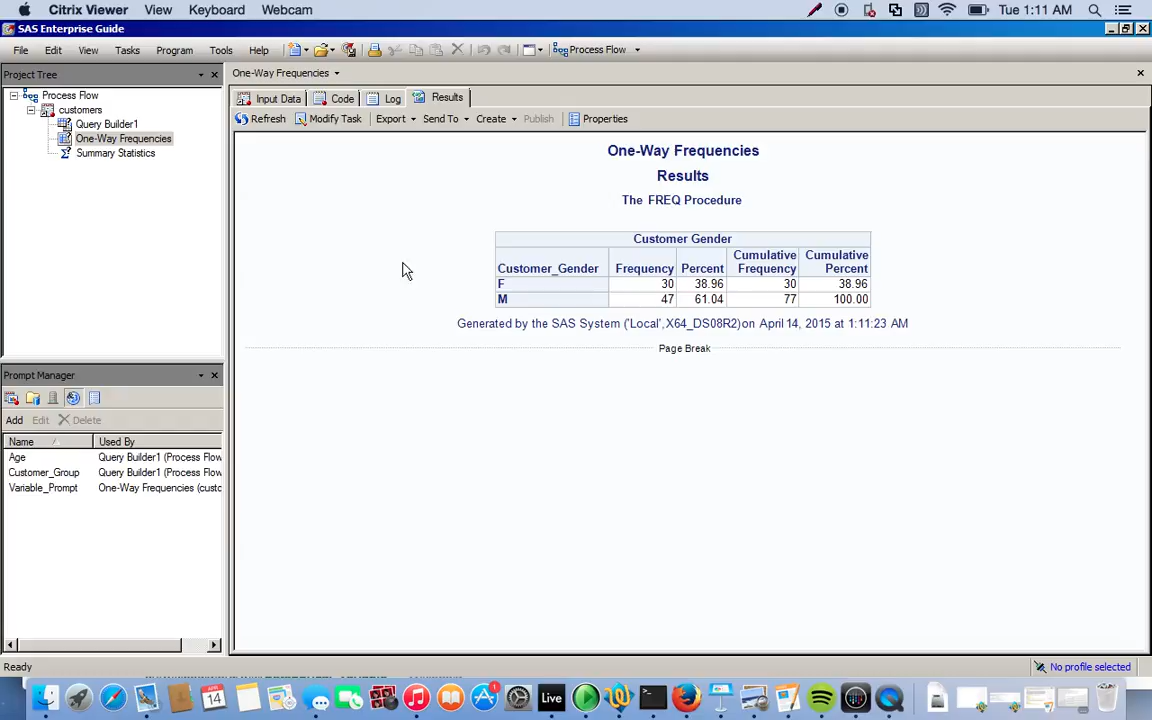 Citrix Viewer View Keyboard Webcam Tue 1:11 AM
SAS Enterprise Guide
File Edit View Tasks Program Tools Help Process Flow
Project Tree
One-Way Frequencies
Process Flow
customers
Query Builder1
One-Way Frequencies
Summary Statistics
Input Data Code Log Results
Refresh Modify Task Export Send To Create Publish Properties
One-Way Frequencies
Results
The FREQ Procedure
Customer Gender
Customer_Gender Frequency Percent Cumulative Frequency Cumulative Percent
F 30 38.96 30 38.96
M 47 61.04 77 100.00
Generated by the SAS System ('Local', X64_DS08R2) on April 14, 2015 at 1:11:23 AM
Page Break
Prompt Manager
Add Edit Delete
Name Used By
Age Query Builder1 (Process Flow
Customer_Group Query Builder1 (Process Flow
Variable_Prompt One-Way Frequencies (custo
Ready
No profile selected
14
1
Live